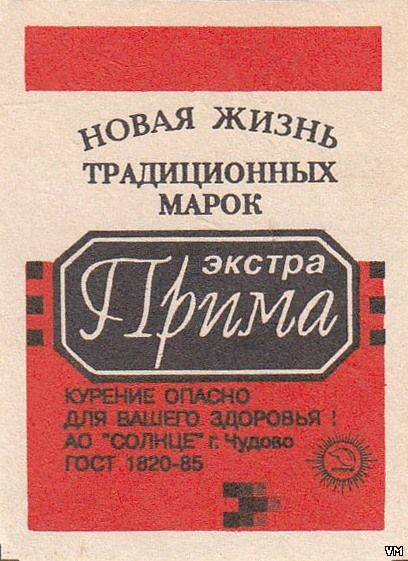 НОВАЯ ЖИЗНЬ
ТРАДИЦИОННЫХ
МАРОК
экстра
Прима
КУРЕНИЕ ОПАСНО
ДЛЯ ВАШЕГО ЗДОРОВЬЯ !
АО "СОЛНЦЕ" г. Чудово
ГОСТ 1820-85
VM